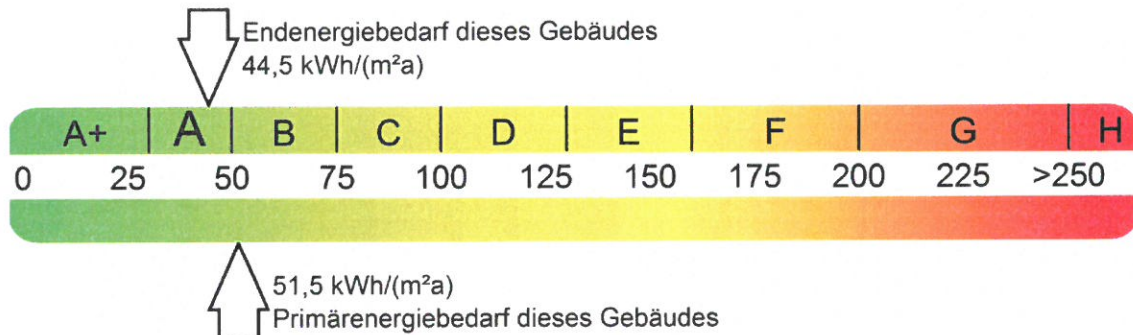 Endenergiebedarf dieses Gebäudes
44,5 kWh/(m²a)
A+ A B C D E F G H
0 25 50 75 100 125 150 175 200 225 >250
51,5 kWh/(m²a)
Primärenergiebedarf dieses Gebäudes